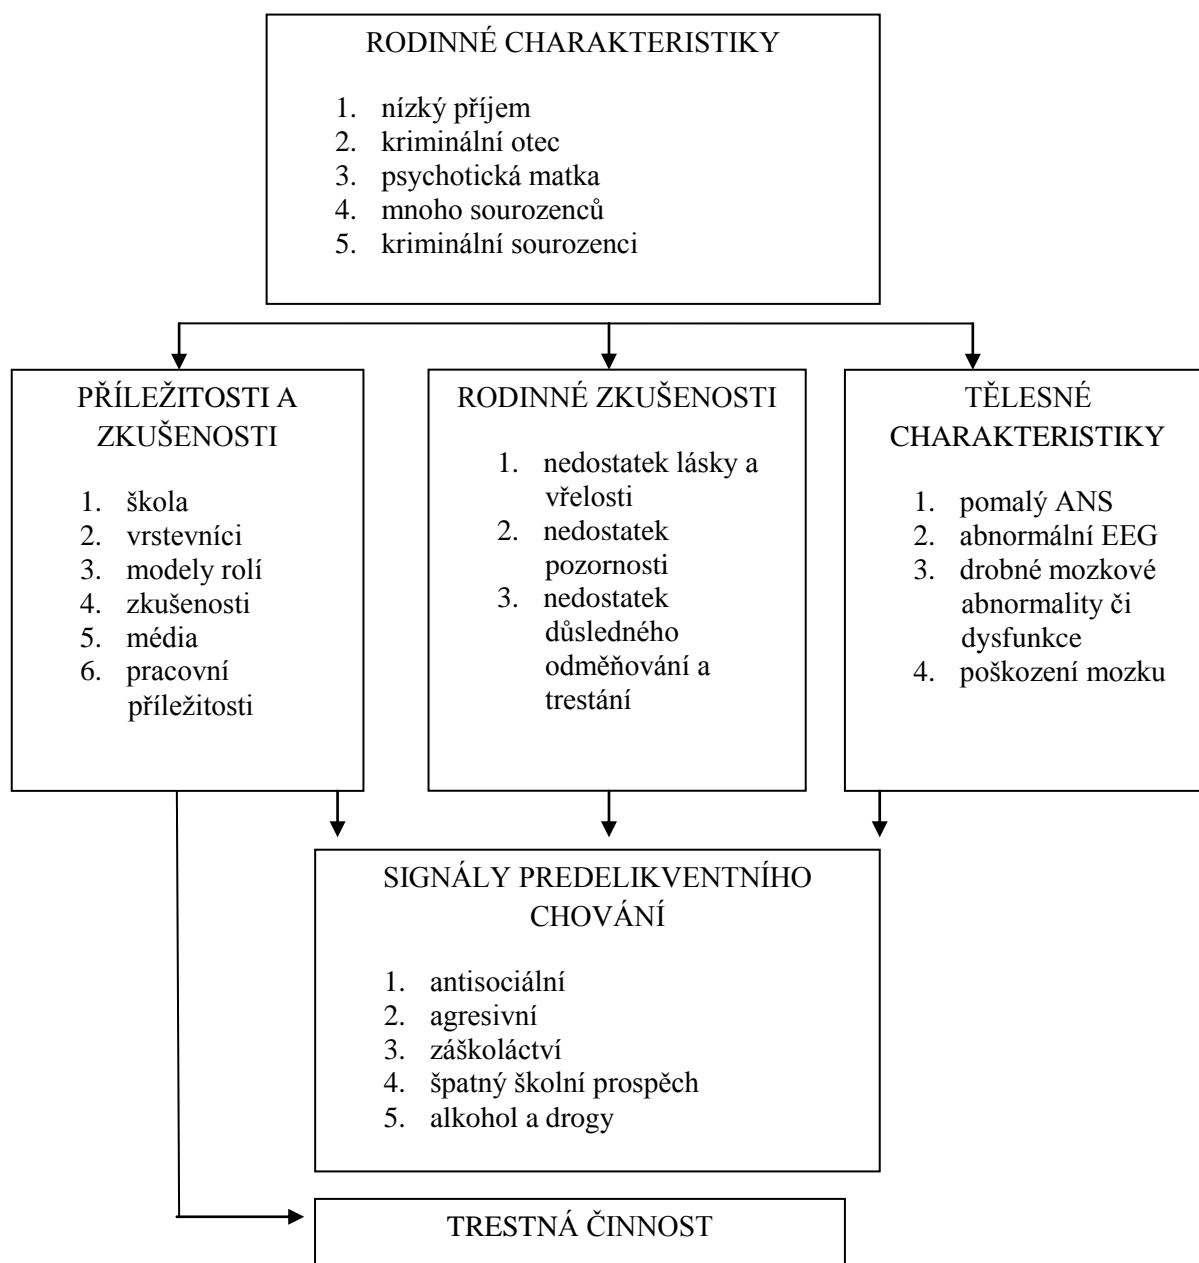 RODINNÉ CHARAKTERISTIKY
1. nízký příjem
2. kriminální otec
3. psychotická matka
4. mnoho sourozenců
5. kriminální sourozenci
PŘÍLEŽITOSTI A
ZKUŠENOSTI
1. škola
2. vrstevníci
3. modely rolí
4. zkušenosti
5. média
6. pracovní
příležitosti
RODINNÉ ZKUŠENOSTI
1. nedostatek lásky a
vřelosti
2. nedostatek
pozornosti
3. nedostatek
důsledného
odměňování a
trestání
TĚLESNÉ
CHARAKTERISTIKY
1. pomalý ANS
2. abnormální EEG
3. drobné mozkové
abnormality či
dysfunkce
4. poškození mozku
SIGNÁLY PREDELIKVENTNÍHO
CHOVÁNÍ
1. antisociální
2. agresivní
3. záškoláctví
4. špatný školní prospěch
5. alkohol a drogy
TRESTNÁ ČINNOST